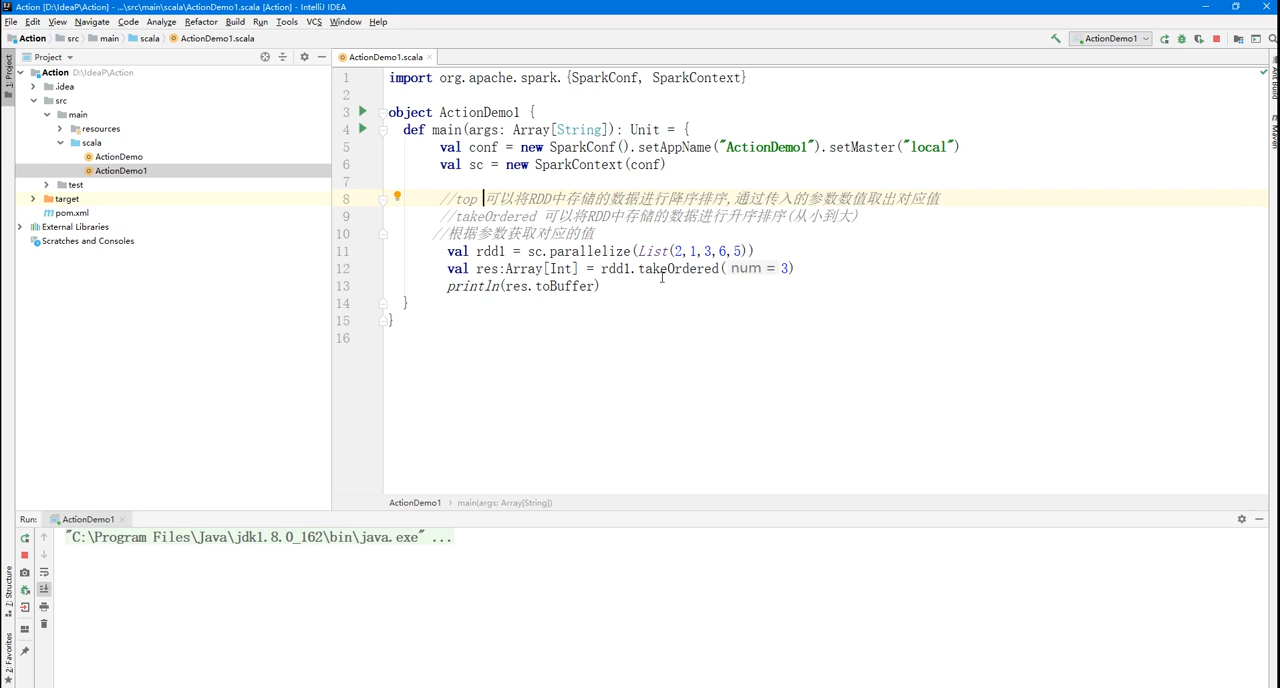 Action [D:\IdeaP\Action] - ...\src\main\scala\ActionDemo1.scala [Action] - IntelliJ IDEA
File Edit View Navigate Code Analyze Refactor Build Run Tools VCS Window Help
Action src main scala ActionDemo1.scala
ActionDemo1
1: Project
Project
ActionDemo1.scala
Action D:\IdeaP\Action
.idea
src
main
resources
scala
ActionDemo
ActionDemo1
test
target
pom.xml
External Libraries
Scratches and Consoles
1 import org.apache.spark.{SparkConf, SparkContext}
2
3 object ActionDemo1 {
4 def main(args: Array[String]): Unit = {
5 val conf = new SparkConf().setAppName("ActionDemo1").setMaster("local")
6 val sc = new SparkContext(conf)
7
8 //top 可以将RDD中存储的数据进行降序排序,通过传入的参数数值取出对应值
9 //takeOrdered 可以将RDD中存储的数据进行升序排序(从小到大)
10 //根据参数获取对应的值
11 val rdd1 = sc.parallelize(List(2,1,3,6,5))
12 val res:Array[Int] = rdd1.takeOrdered( num = 3)
13 println(res.toBuffer)
14 }
15 }
16
Ant Build
Maven
ActionDemo1 › main(args: Array[String])
Run: ActionDemo1
"C:\Program Files\Java\jdk1.8.0_162\bin\java.exe" ...
7: Structure
2: Favorites